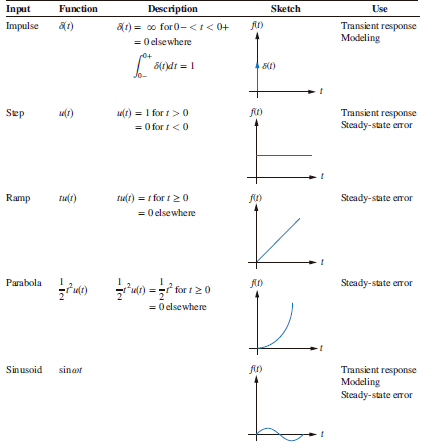 Input Function Description Sketch Use
Impulse δ(t) δ(t) = ∞ for 0− < t < 0+ f(t) Transient response
= 0 elsewhere Modeling
∫0−0+ δ(t)dt = 1 δ(t)
t
Step u(t) u(t) = 1 for t > 0 f(t) Transient response
= 0 for t < 0 Steady-state error
t
Ramp tu(t) tu(t) = t for t ≥ 0 f(t) Steady-state error
= 0 elsewhere
t
Parabola 1/2 t²u(t) 1/2 t²u(t) = 1/2 t² for t ≥ 0 f(t) Steady-state error
= 0 elsewhere
t
Sinusoid sin ωt f(t) Transient response
Modeling
Steady-state error
t